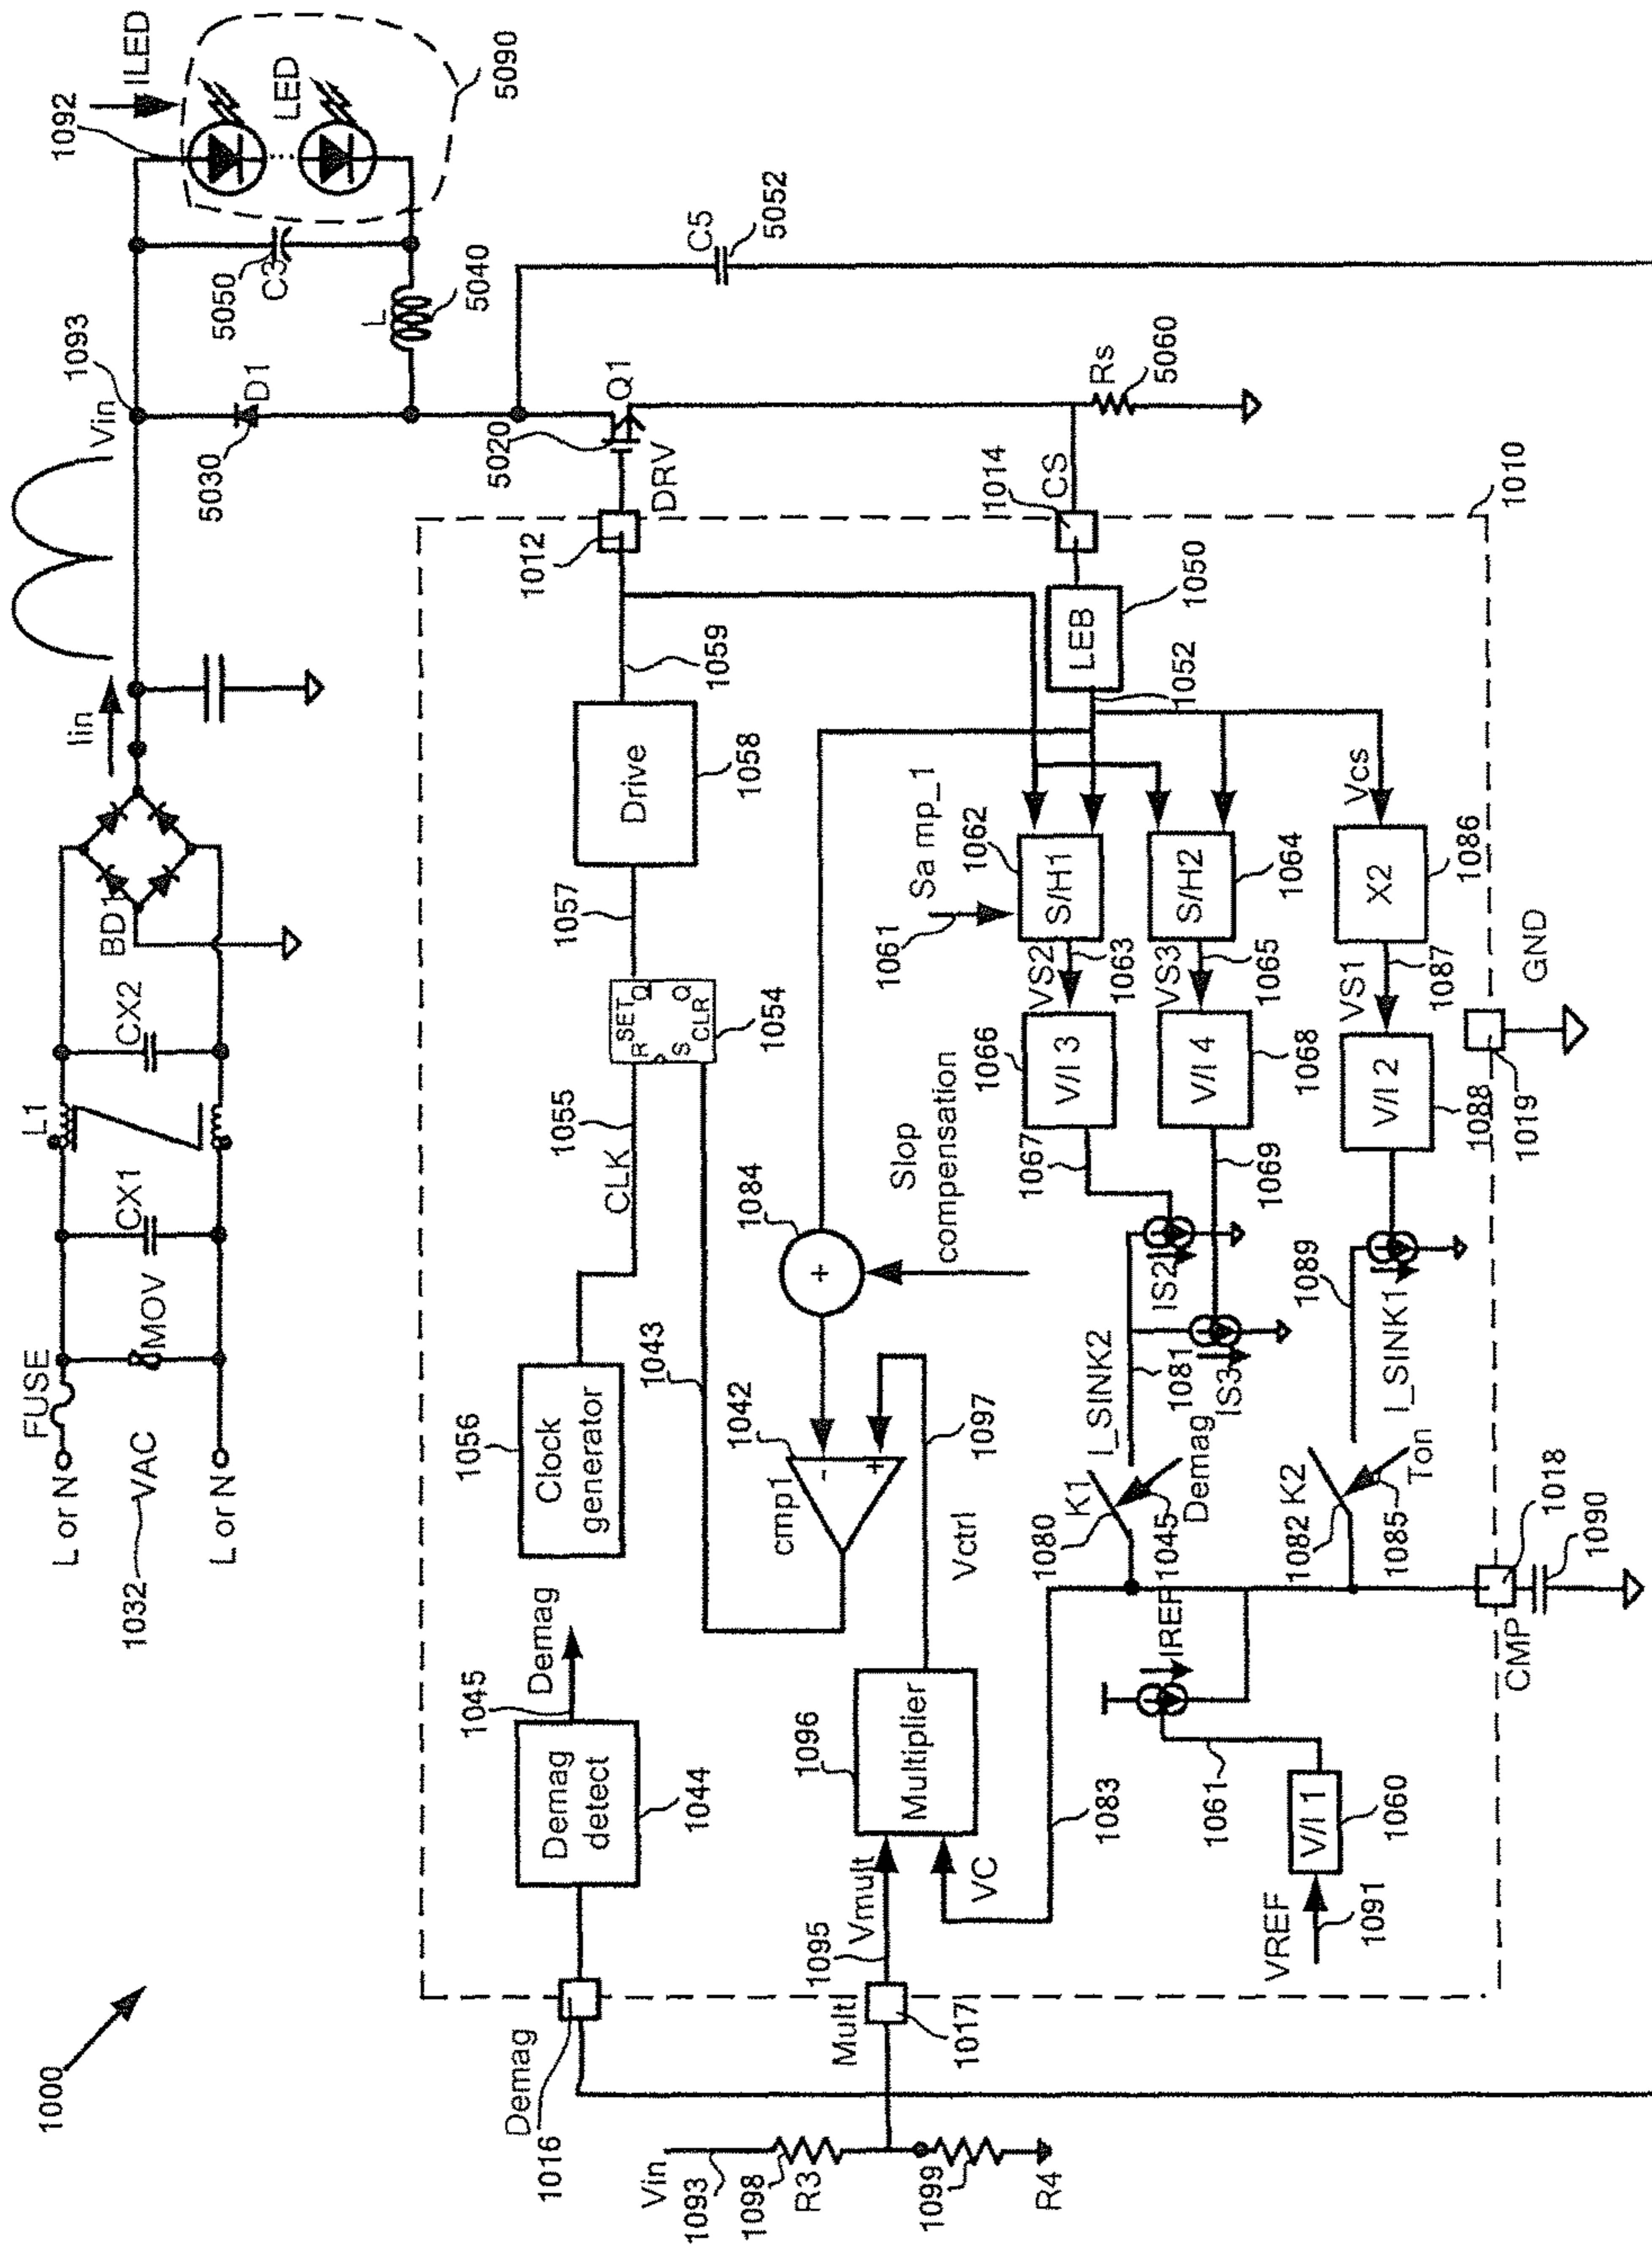 1000
L or N
FUSE
1032
VAC
L or N
MOV
CX1
L1
CX2
BD1
Iin
Vin
1093
5030
D1
5050
C3
L
5040
1092
ILED
LED
5090
C5
5052
5020
Q1
DRV
1012
CS
1014
Rs
5060
1010
Demag
1016
Demag
detect
1044
1045
Demag
1056
Clock
generator
CLK
1055
R
SET
Q
S
CLR
Q
1054
1057
Drive
1058
1059
LEB
1050
1052
Vin
1093
1098
R3
1099
R4
Multi
1017
1095
Vmult
VC
1096
Multiplier
1097
Vctrl
cmp1
1042
-
+
1043
1084
+
Slop
compensation
1061
Sa mp_1
1062
S/H1
VS2
1063
S/H2
1064
VS3
1065
Vcs
X2
1086
VS1
1087
1066
V/I 3
1067
V/I 4
1068
1069
V/I 2
1088
IS2
IS3
1081
I_SINK2
I_SINK1
1089
K1
1080
1045
Demag
1082 K2
1085
Ton
1083
IREF
1061
V/I 1
1060
VREF
1091
CMP
1018
1090
1019
GND